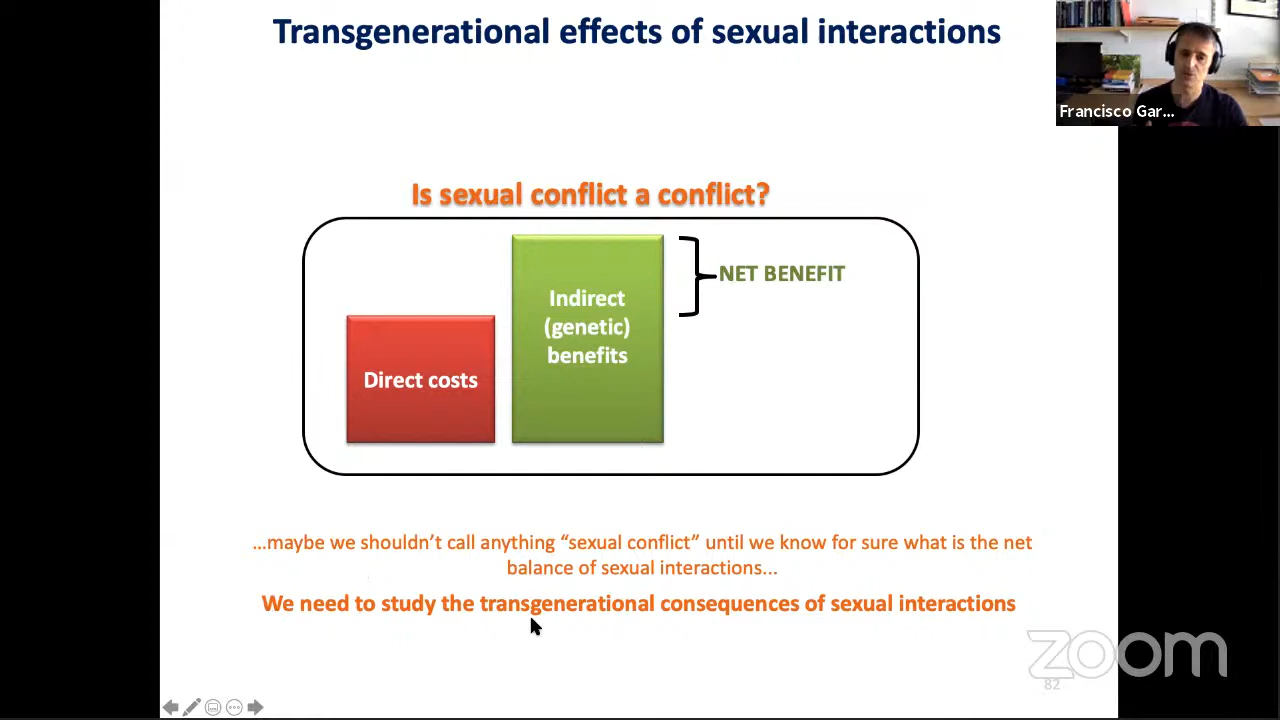 Transgenerational effects of sexual interactions
Francisco Gar...
Is sexual conflict a conflict?
NET BENEFIT
Indirect
(genetic)
benefits
Direct costs
...maybe we shouldn't call anything “sexual conflict” until we know for sure what is the net
balance of sexual interactions...
We need to study the transgenerational consequences of sexual interactions
zoom
82